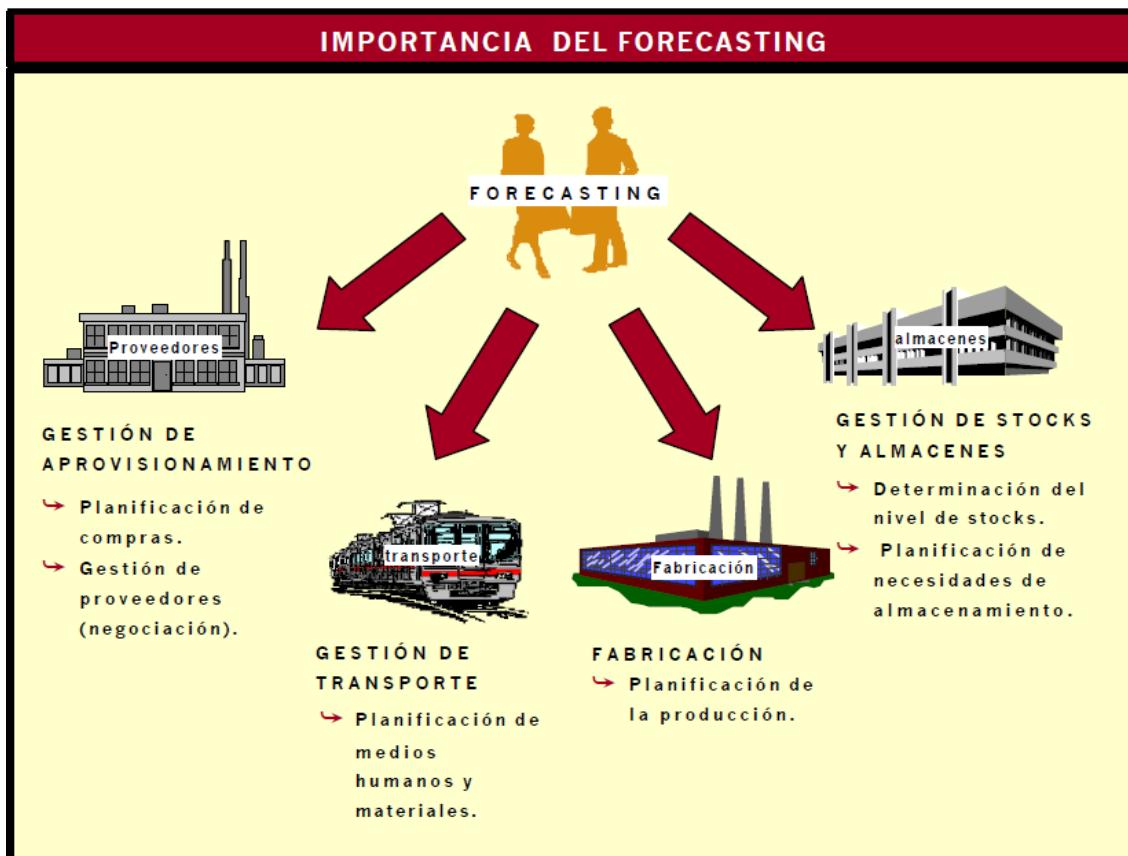 IMPORTANCIA DEL FORECASTING
FORECASTING
Proveedores
almacenes
GESTIÓN DE
APROVISIONAMIENTO
Planificación de
compras.
Gestión de
proveedores
(negociación).
transporte
GESTIÓN DE
TRANSPORTE
Planificación de
medios
humanos y
materiales.
Fabricación
FABRICACIÓN
Planificación de
la producción.
GESTIÓN DE STOCKS
Y ALMACENES
Determinación del
nivel de stocks.
Planificación de
necesidades de
almacenamiento.